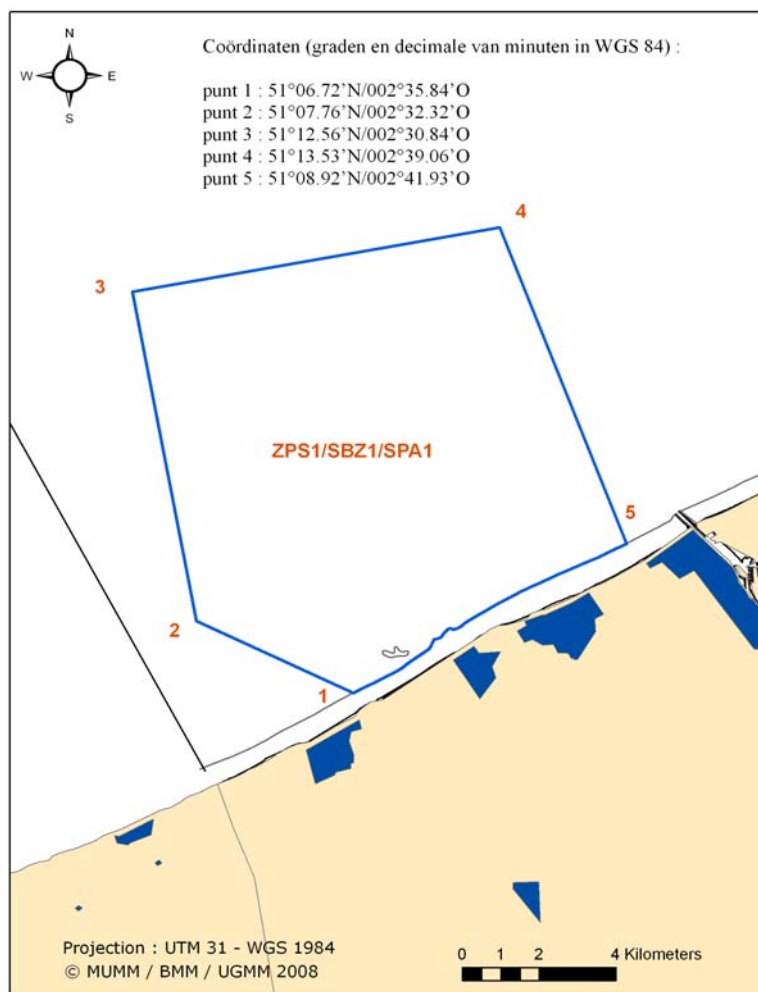 N
W E
S
Coördinaten (graden en decimale van minuten in WGS 84) :
punt 1 : 51°06.72’N/002°35.84’O
punt 2 : 51°07.76’N/002°32.32’O
punt 3 : 51°12.56’N/002°30.84’O
punt 4 : 51°13.53’N/002°39.06’O
punt 5 : 51°08.92’N/002°41.93’O
4
3
ZPS1/SBZ1/SPA1
5
2
1
Projection : UTM 31 - WGS 1984
© MUMM / BMM / UGMM 2008
0 1 2 4 Kilometers